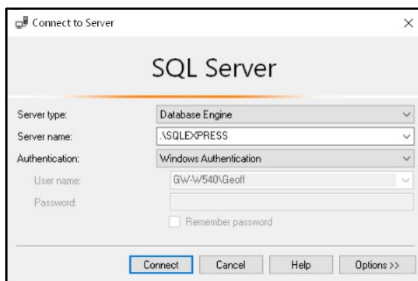 Connect to Server
SQL Server
Server type: Database Engine
Server name: .\SQLEXPRESS
Authentication: Windows Authentication
User name: GW-W540\Geoff
Password:
Remember password
Connect Cancel Help Options >>